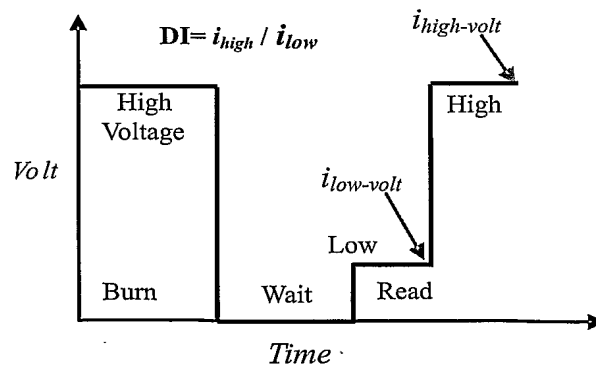 DI= i_high / i_low
i_high-volt
High
Voltage
High
Volt
i_low-volt
Low
Burn
Wait
Read
Time